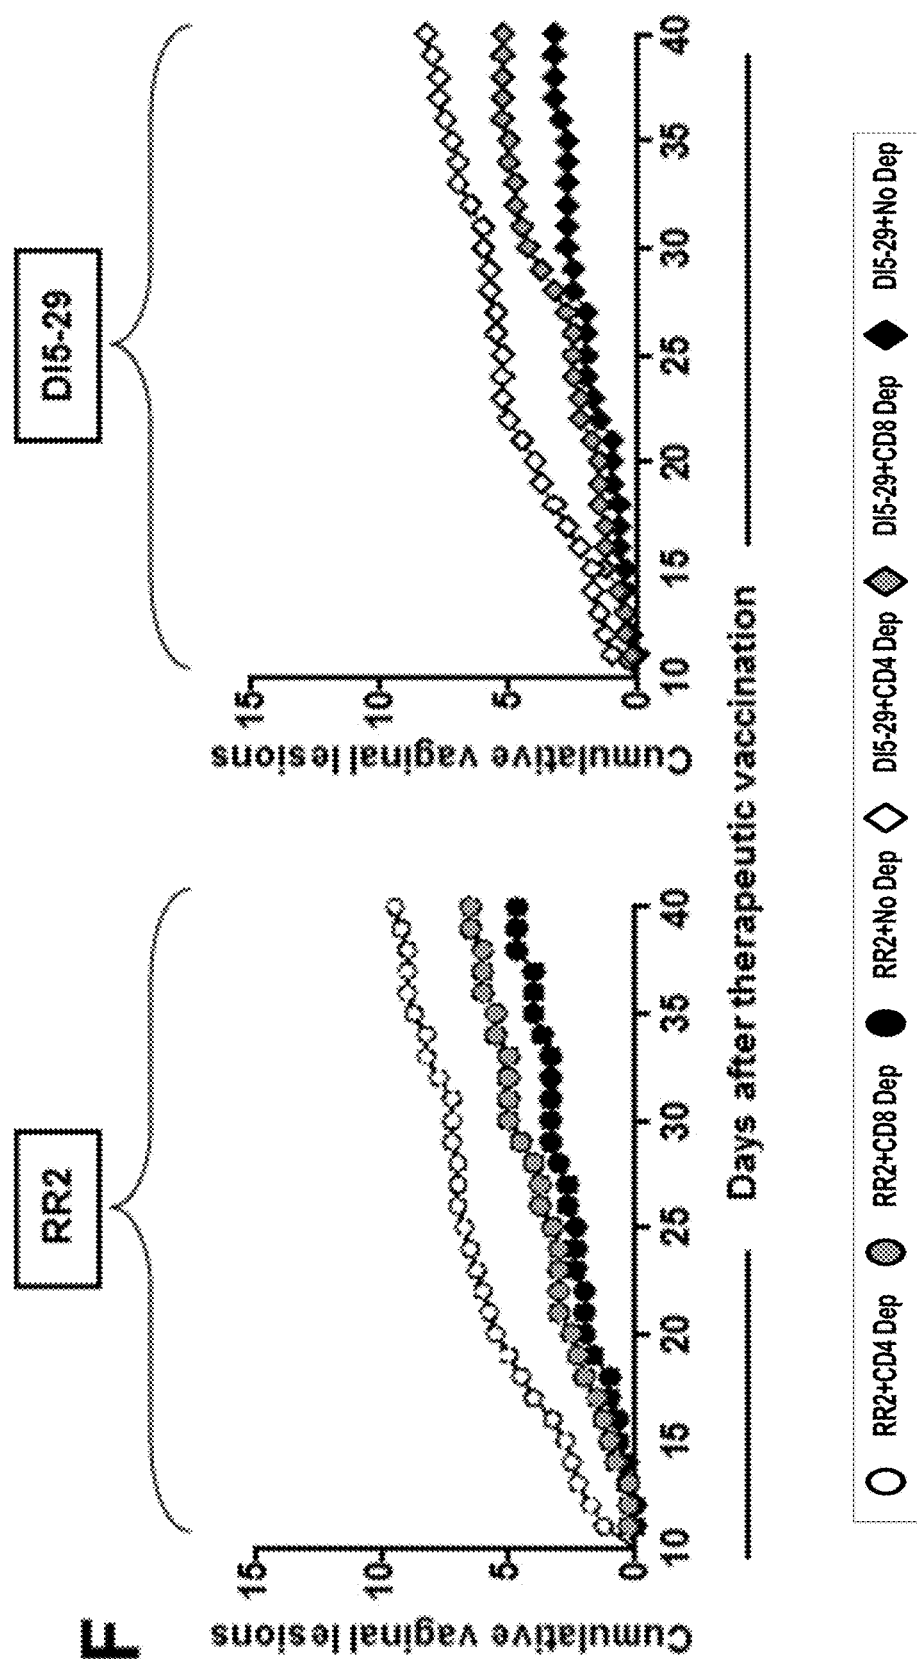 F
RR2
DI5-29
Cumulative vaginal lesions
15
10
5
0
10 15 20 25 30 35 40
Cumulative vaginal lesions
15
10
5
0
10 15 20 25 30 35 40
Days after therapeutic vaccination
RR2+CD4 Dep RR2+CD8 Dep RR2+No Dep DI5-29+CD4 Dep DI5-29+CD8 Dep DI5-29+No Dep